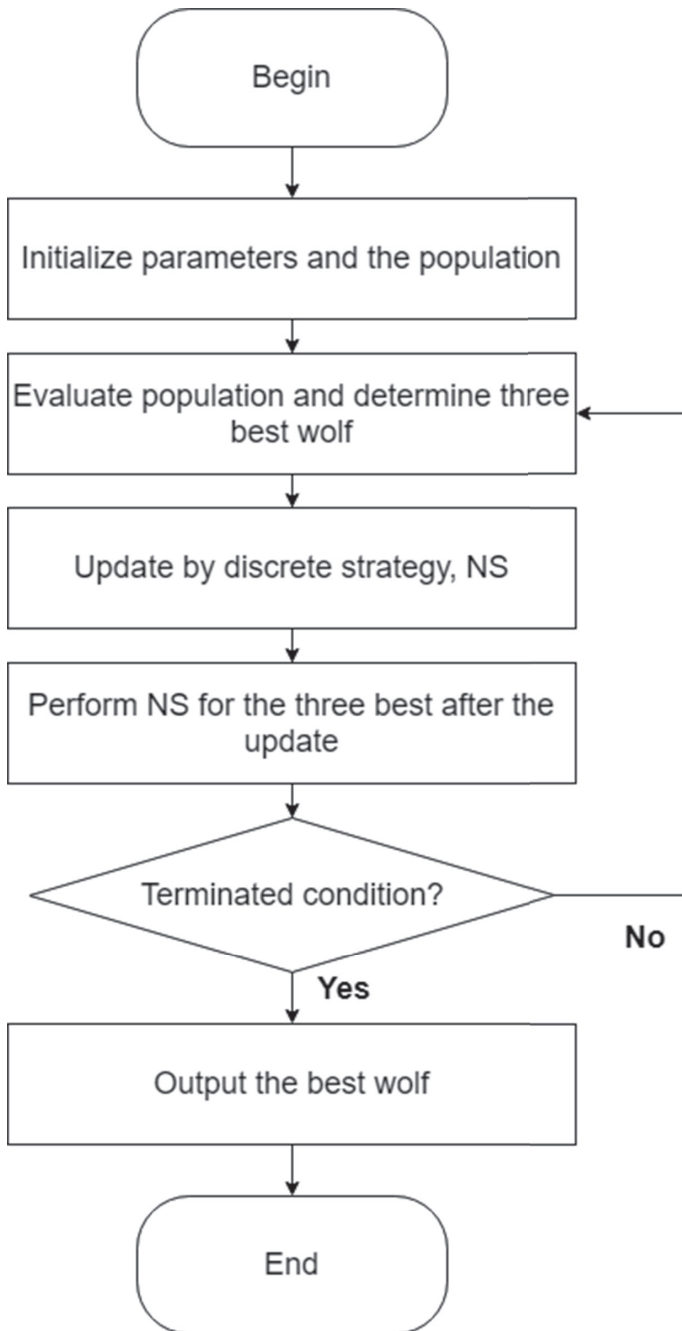 Begin
Initialize parameters and the population
Evaluate population and determine three
best wolf
Update by discrete strategy, NS
Perform NS for the three best after the
update
Terminated condition?
No
Yes
Output the best wolf
End